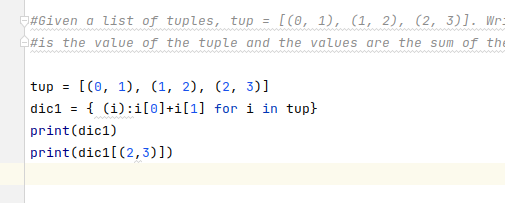 #Given a list of tuples, tup = [(0, 1), (1, 2), (2, 3)]. Wri
#is the value of the tuple and the values are the sum of the
tup = [(0, 1), (1, 2), (2, 3)]
dic1 = { (i):i[0]+i[1] for i in tup}
print(dic1)
print(dic1[(2,3)])